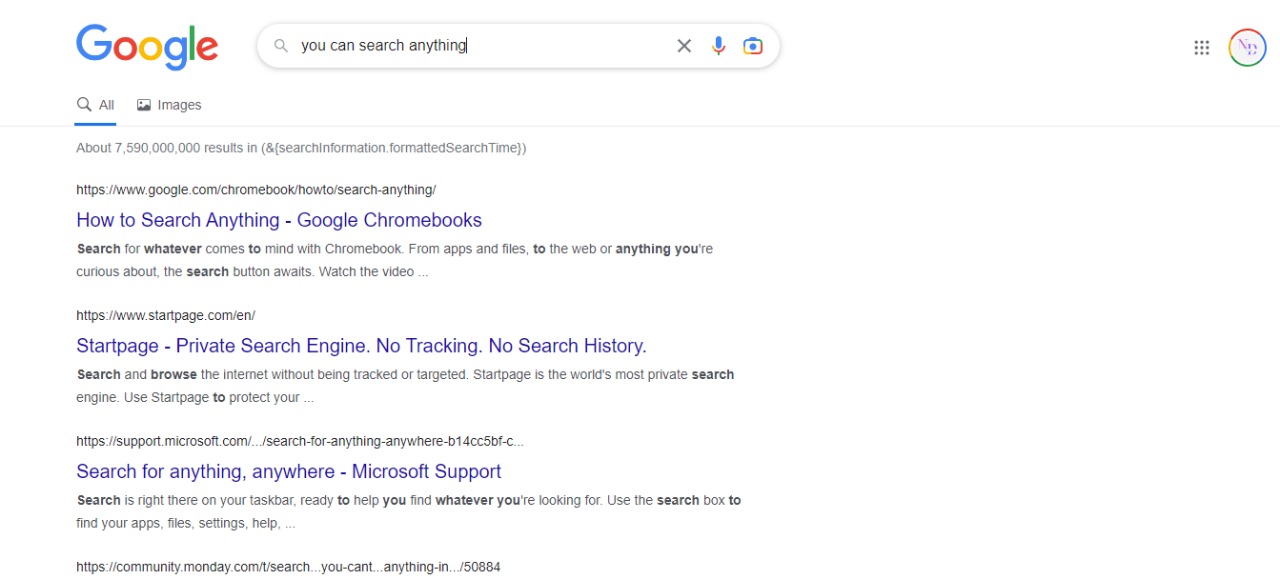 Google
you can search anything
ND
All Images
About 7,590,000,000 results in (&{searchInformation.formattedSearchTime})
https://www.google.com/chromebook/howto/search-anything/
How to Search Anything - Google Chromebooks
Search for whatever comes to mind with Chromebook. From apps and files, to the web or anything you're
curious about, the search button awaits. Watch the video ...
https://www.startpage.com/en/
Startpage - Private Search Engine. No Tracking. No Search History.
Search and browse the internet without being tracked or targeted. Startpage is the world's most private search
engine. Use Startpage to protect your ...
https://support.microsoft.com/.../search-for-anything-anywhere-b14cc5bf-c...
Search for anything, anywhere - Microsoft Support
Search is right there on your taskbar, ready to help you find whatever you're looking for. Use the search box to
find your apps, files, settings, help, ...
https://community.monday.com/t/search...you-cant...anything-in.../50884